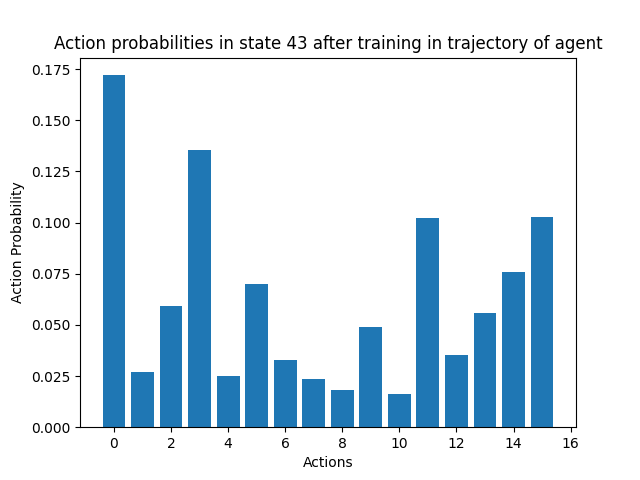 Action probabilities in state 43 after training in trajectory of agent
0.175
0.150
0.125
0.100
0.075
0.050
0.025
0.000
Action Probability
0 2 4 6 8 10 12 14 16
Actions